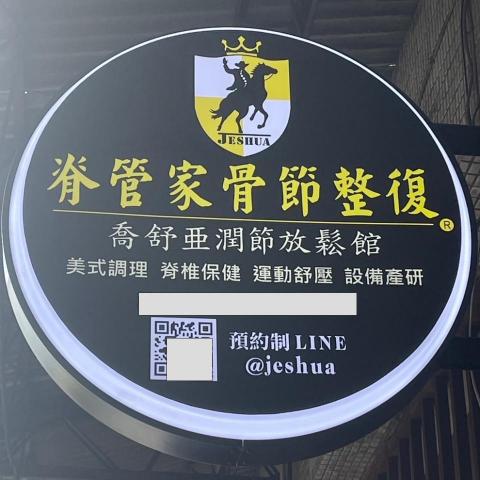 JESHUA
脊管家骨節整復
®
喬舒亜潤節放鬆館
美式調理 脊椎保健 運動舒壓 設備產研
預約制 LINE
@jeshua